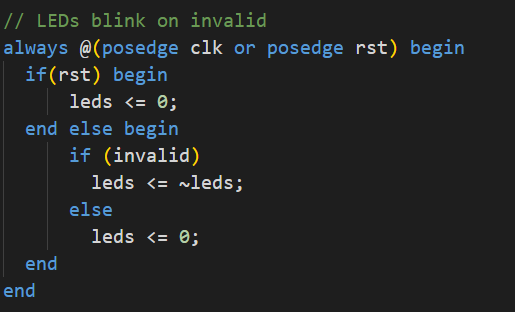 // LEDs blink on invalid
always @(posedge clk or posedge rst) begin
  if(rst) begin
      leds <= 0;
  end else begin
      if (invalid)
        leds <= ~leds;
      else
        leds <= 0;
  end
end